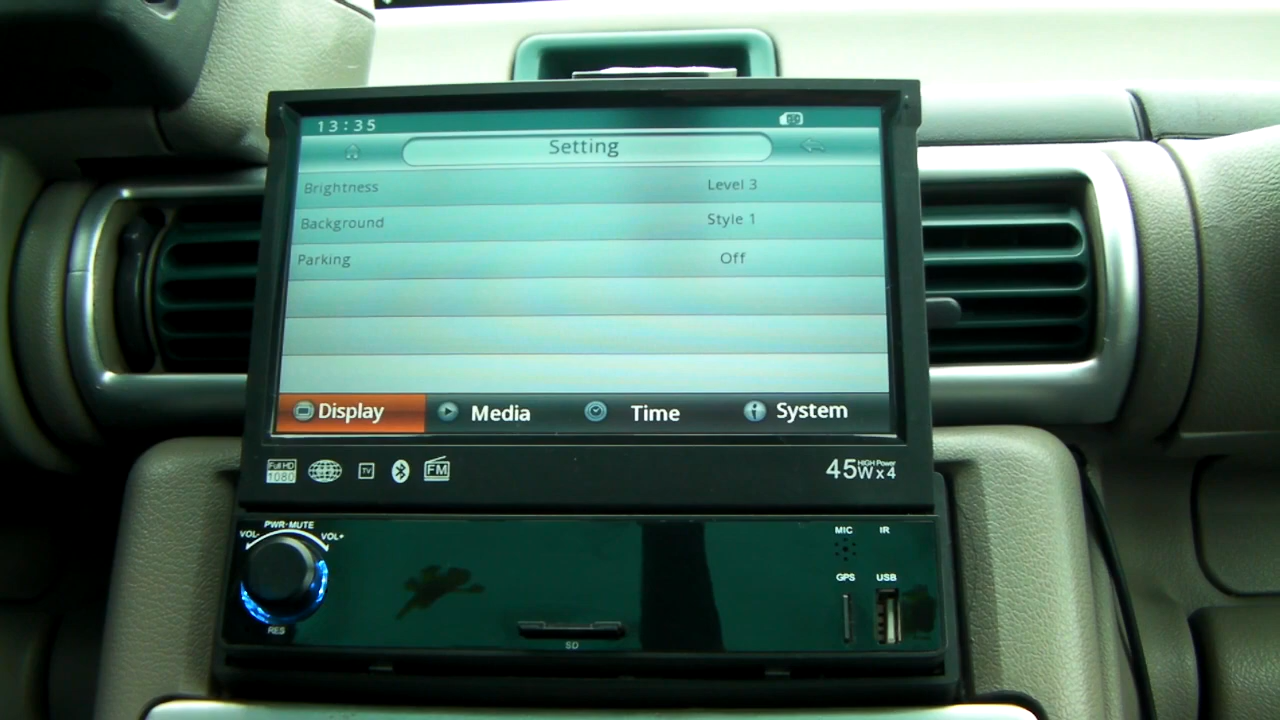 13:35
Setting
Brightness Level 3
Background Style 1
Parking Off
Display Media Time System
Full HD 1080 TV FM 45W HIGH Power x 4
PWR·MUTE
VOL- VOL+
RES
SD
MIC IR
GPS USB